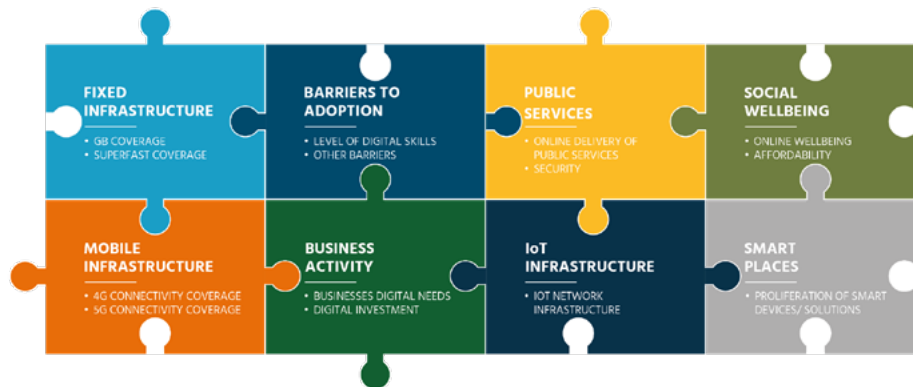 FIXED
INFRASTRUCTURE
• GB COVERAGE
• SUPERFAST COVERAGE
BARRIERS TO
ADOPTION
• LEVEL OF DIGITAL SKILLS
• OTHER BARRIERS
PUBLIC
SERVICES
• ONLINE DELIVERY OF
PUBLIC SERVICES
• SECURITY
SOCIAL
WELLBEING
• ONLINE WELLBEING
• AFFORDABILITY
MOBILE
INFRASTRUCTURE
• 4G CONNECTIVITY COVERAGE
• 5G CONNECTIVITY COVERAGE
BUSINESS
ACTIVITY
• BUSINESSES DIGITAL NEEDS
• DIGITAL INVESTMENT
IoT
INFRASTRUCTURE
• IOT NETWORK
INFRASTRUCTURE
SMART
PLACES
• PROLIFERATION OF SMART
DEVICES/ SOLUTIONS